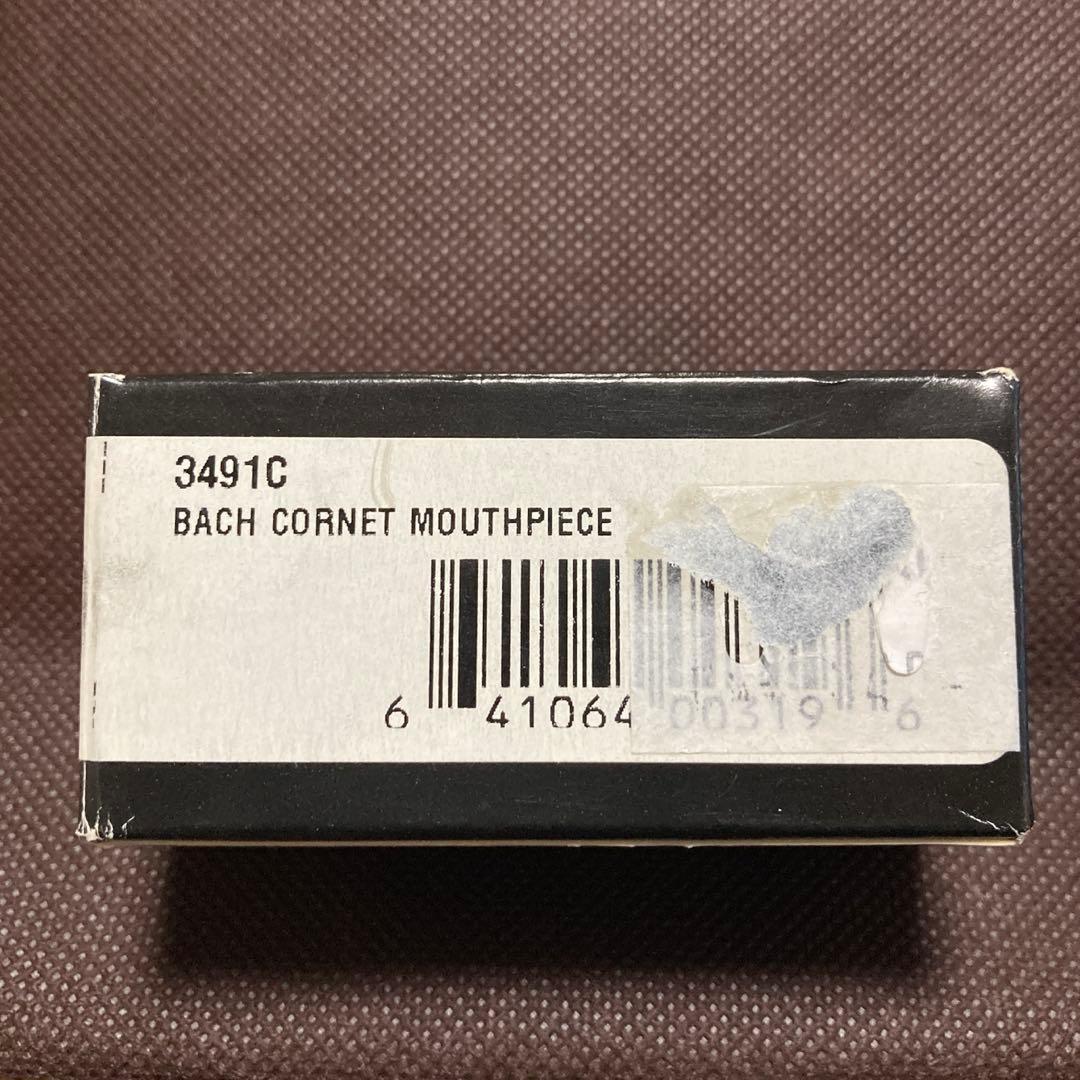 3491C
BACH CORNET MOUTHPIECE
6 41064 00319 6